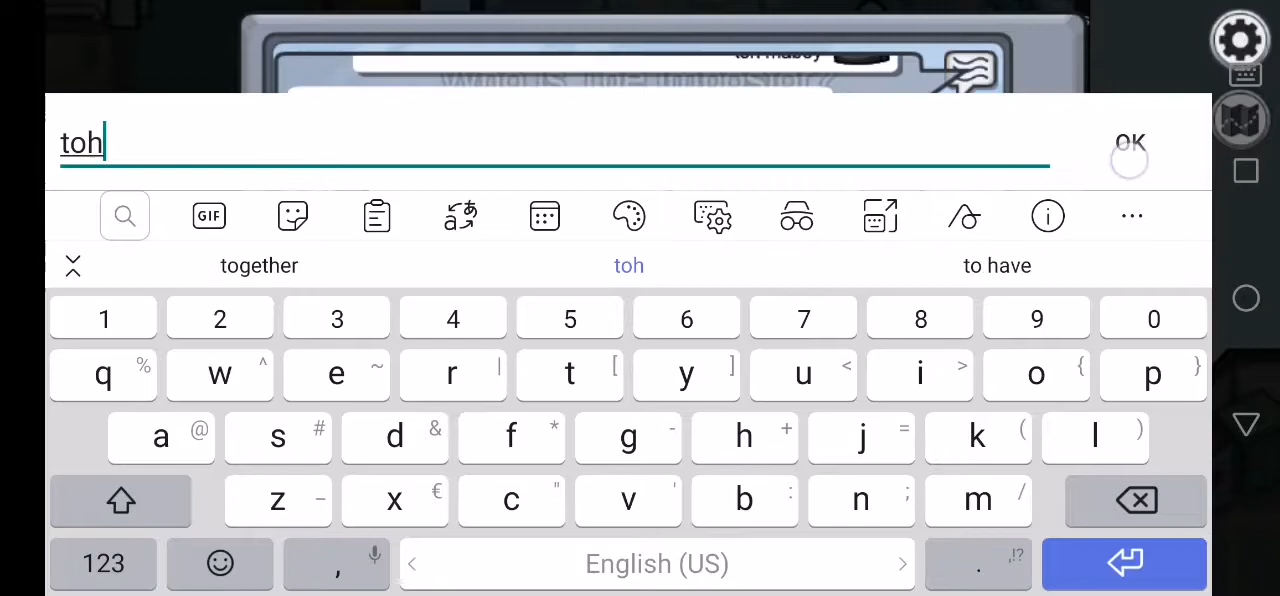 toh
OK
GIF
together toh to have
1 2 3 4 5 6 7 8 9 0
q % w ^ e ~ r | t [ y ] u < i > o { p }
a @ s # d & f * g - h + j = k ( l )
z _ x € c " v ' b : n ; m /
123 , < English (US) > . ,!?